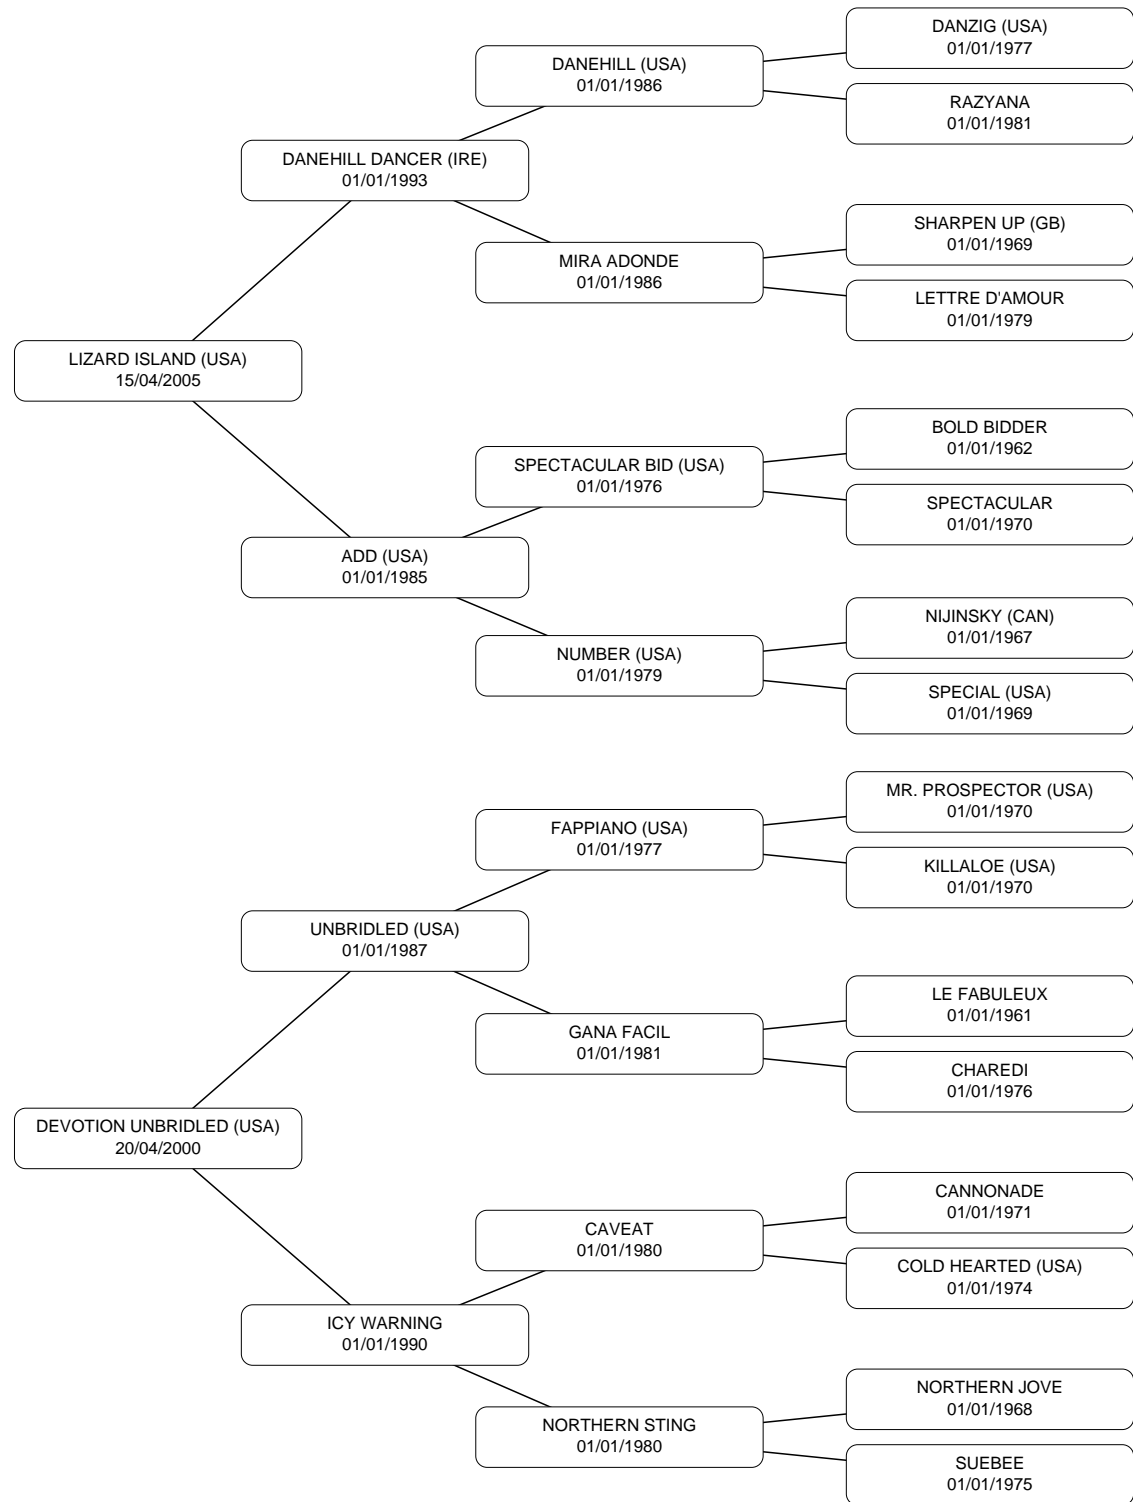 DANZIG (USA)
01/01/1977
DANEHILL (USA)
01/01/1986
RAZYANA
01/01/1981
DANEHILL DANCER (IRE)
01/01/1993
SHARPEN UP (GB)
01/01/1969
MIRA ADONDE
01/01/1986
LETTRE D'AMOUR
01/01/1979
LIZARD ISLAND (USA)
15/04/2005
BOLD BIDDER
01/01/1962
SPECTACULAR BID (USA)
01/01/1976
SPECTACULAR
01/01/1970
ADD (USA)
01/01/1985
NIJINSKY (CAN)
01/01/1967
NUMBER (USA)
01/01/1979
SPECIAL (USA)
01/01/1969
MR. PROSPECTOR (USA)
01/01/1970
FAPPIANO (USA)
01/01/1977
KILLALOE (USA)
01/01/1970
UNBRIDLED (USA)
01/01/1987
LE FABULEUX
01/01/1961
GANA FACIL
01/01/1981
CHAREDI
01/01/1976
DEVOTION UNBRIDLED (USA)
20/04/2000
CANNONADE
01/01/1971
CAVEAT
01/01/1980
COLD HEARTED (USA)
01/01/1974
ICY WARNING
01/01/1990
NORTHERN JOVE
01/01/1968
NORTHERN STING
01/01/1980
SUEBEE
01/01/1975